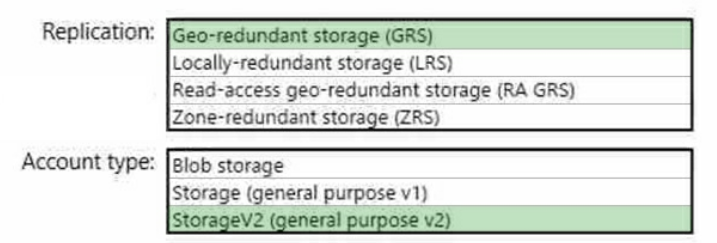 Replication: Geo-redundant storage (GRS)
Locally-redundant storage (LRS)
Read-access geo-redundant storage (RA GRS)
Zone-redundant storage (ZRS)
Account type: Blob storage
Storage (general purpose v1)
StorageV2 (general purpose v2)